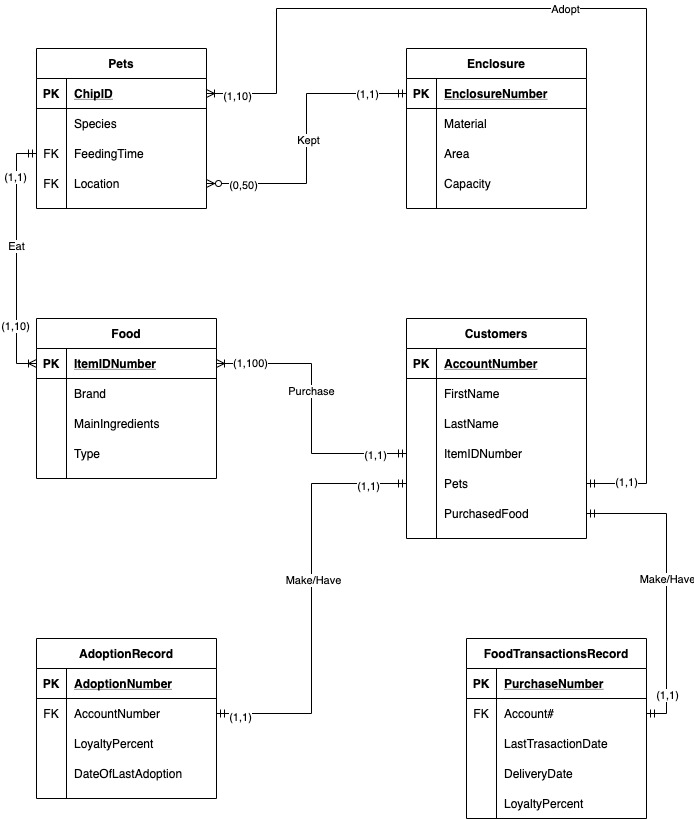 Adopt
Pets
PK ChipID
Species
FK FeedingTime
FK Location
(1,10)
(1,1)
Kept
(0,50)
Enclosure
PK EnclosureNumber
Material
Area
Capacity
(1,1)
Eat
(1,10)
Food
PK ItemIDNumber
Brand
MainIngredients
Type
(1,100)
Purchase
(1,1)
(1,1)
Customers
PK AccountNumber
FirstName
LastName
ItemIDNumber
Pets
PurchasedFood
(1,1)
Make/Have
Make/Have
AdoptionRecord
PK AdoptionNumber
FK AccountNumber
LoyaltyPercent
DateOfLastAdoption
(1,1)
FoodTransactionsRecord
PK PurchaseNumber
FK Account#
LastTrasactionDate
DeliveryDate
LoyaltyPercent
(1,1)